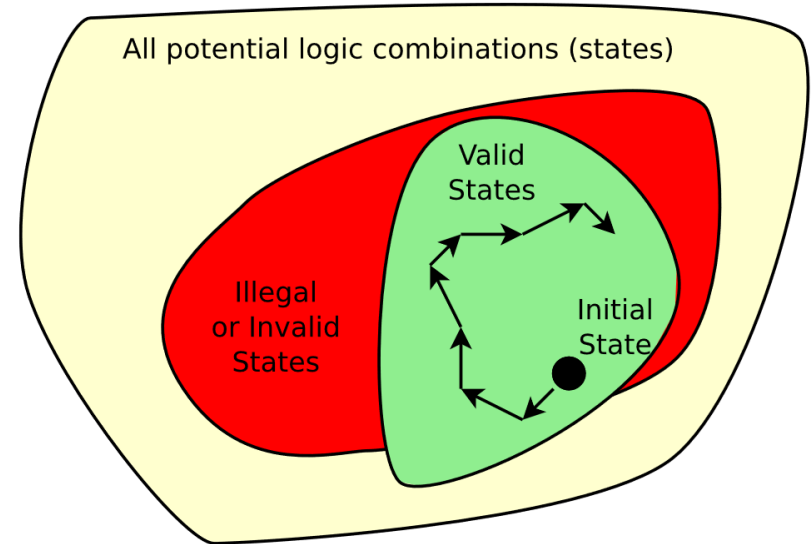 All potential logic combinations (states)
Valid
States
Illegal
or Invalid
States
Initial
State